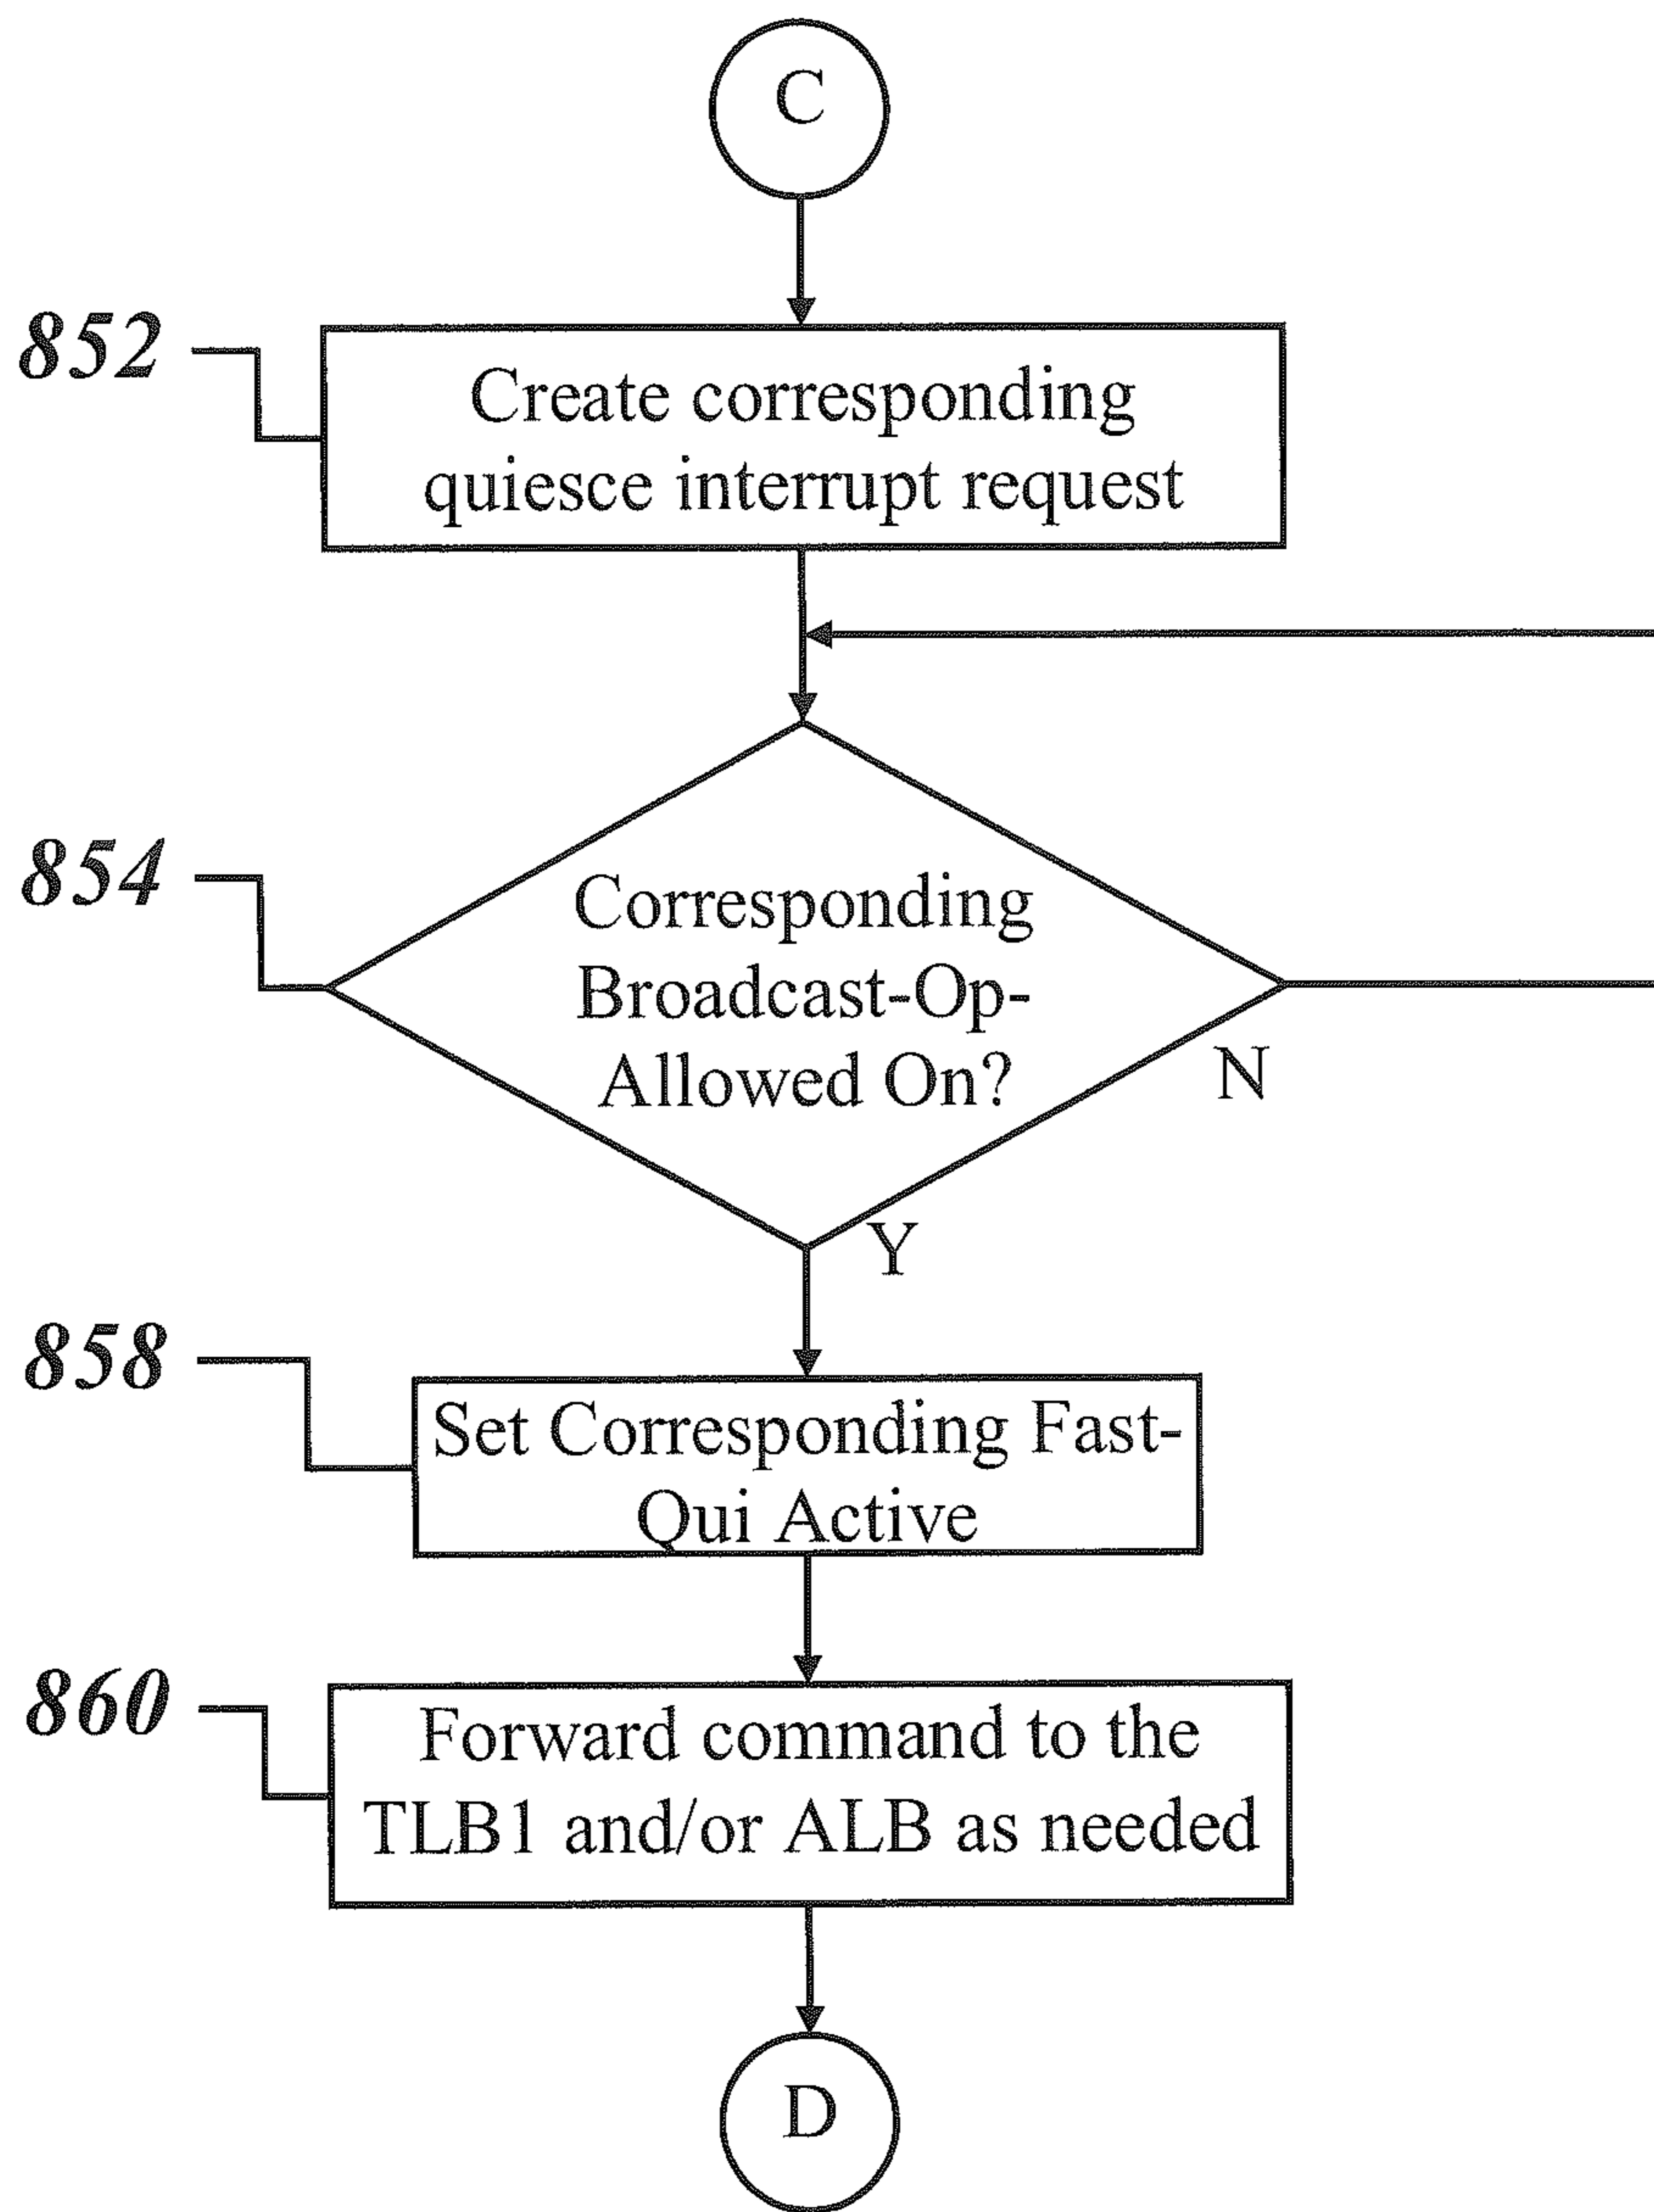 C
852
Create corresponding
quiesce interrupt request
854
Corresponding
Broadcast-Op-
Allowed On?
N
Y
858
Set Corresponding Fast-
Qui Active
860
Forward command to the
TLB1 and/or ALB as needed
D